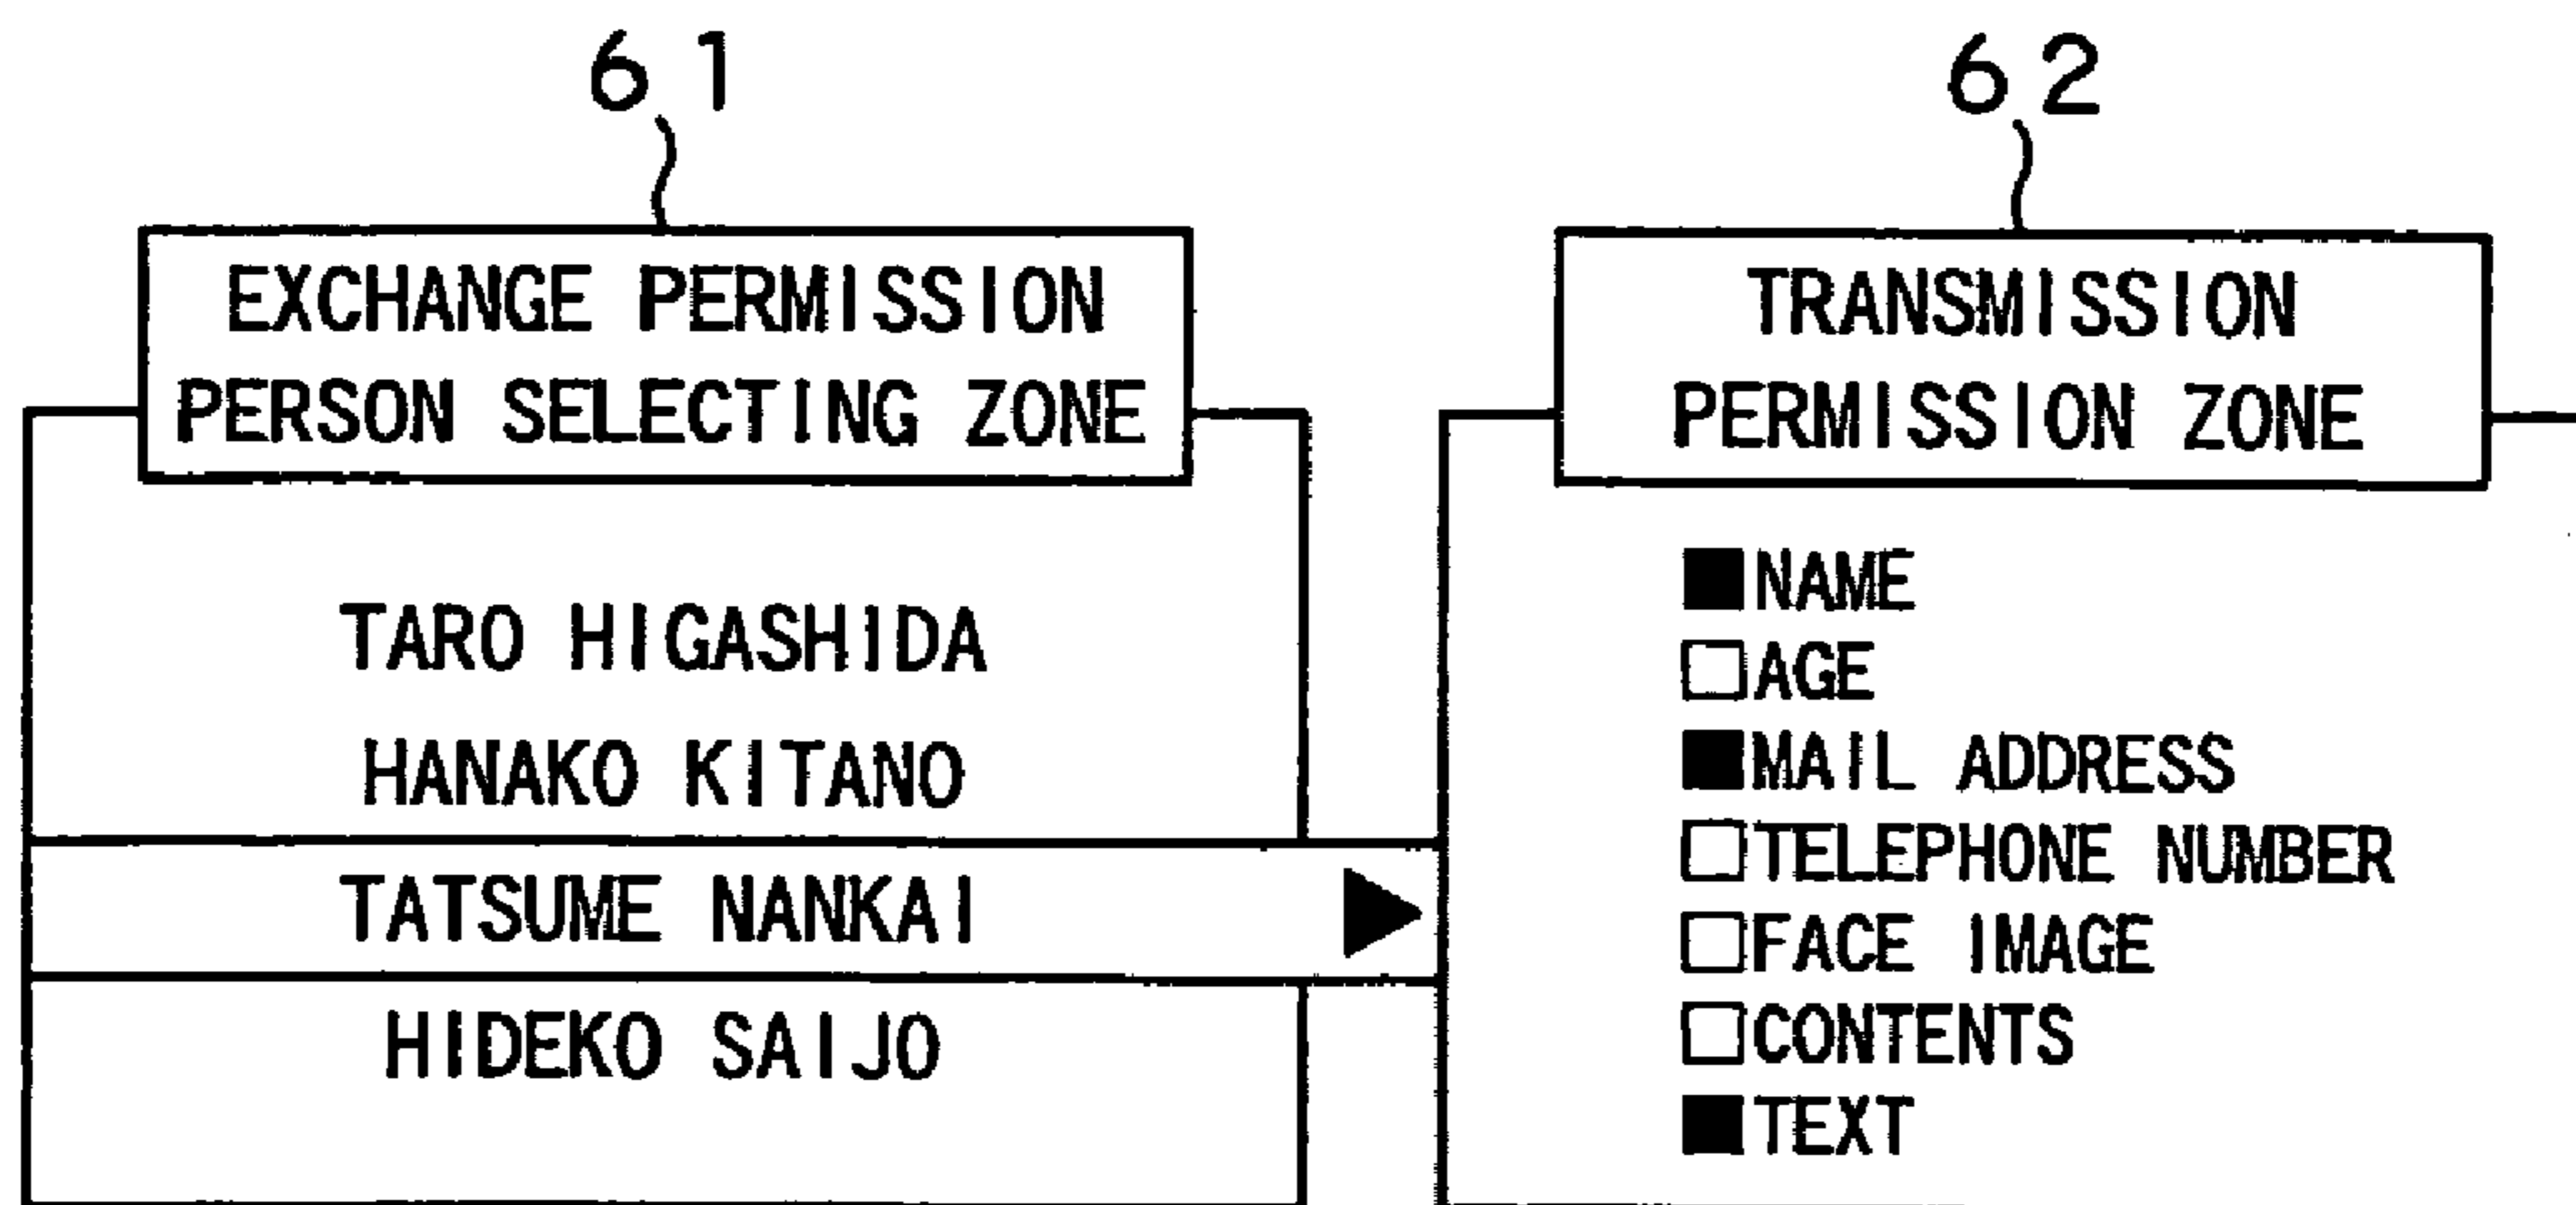 61
EXCHANGE PERMISSION
PERSON SELECTING ZONE
TARO HIGASHIDA
HANAKO KITANO
TATSUME NANKAI
HIDEKO SAIJO
62
TRANSMISSION
PERMISSION ZONE
■NAME
□AGE
■MAIL ADDRESS
□TELEPHONE NUMBER
□FACE IMAGE
□CONTENTS
■TEXT